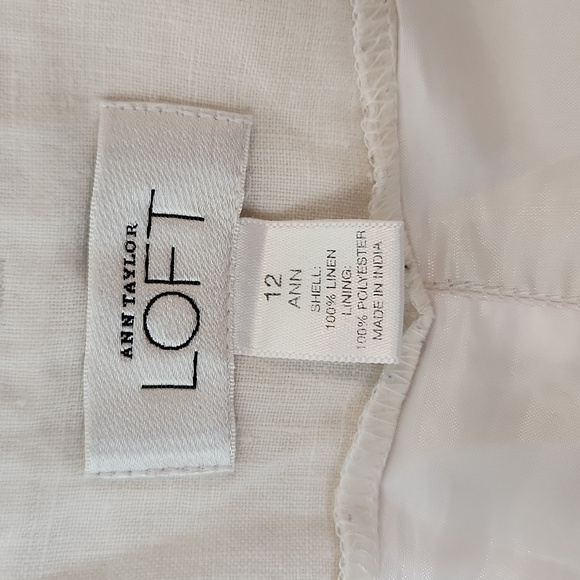 ANN TAYLOR
LOFT
12
ANN
SHELL:
100% LINEN
LINING:
100% POLYESTER
MADE IN INDIA